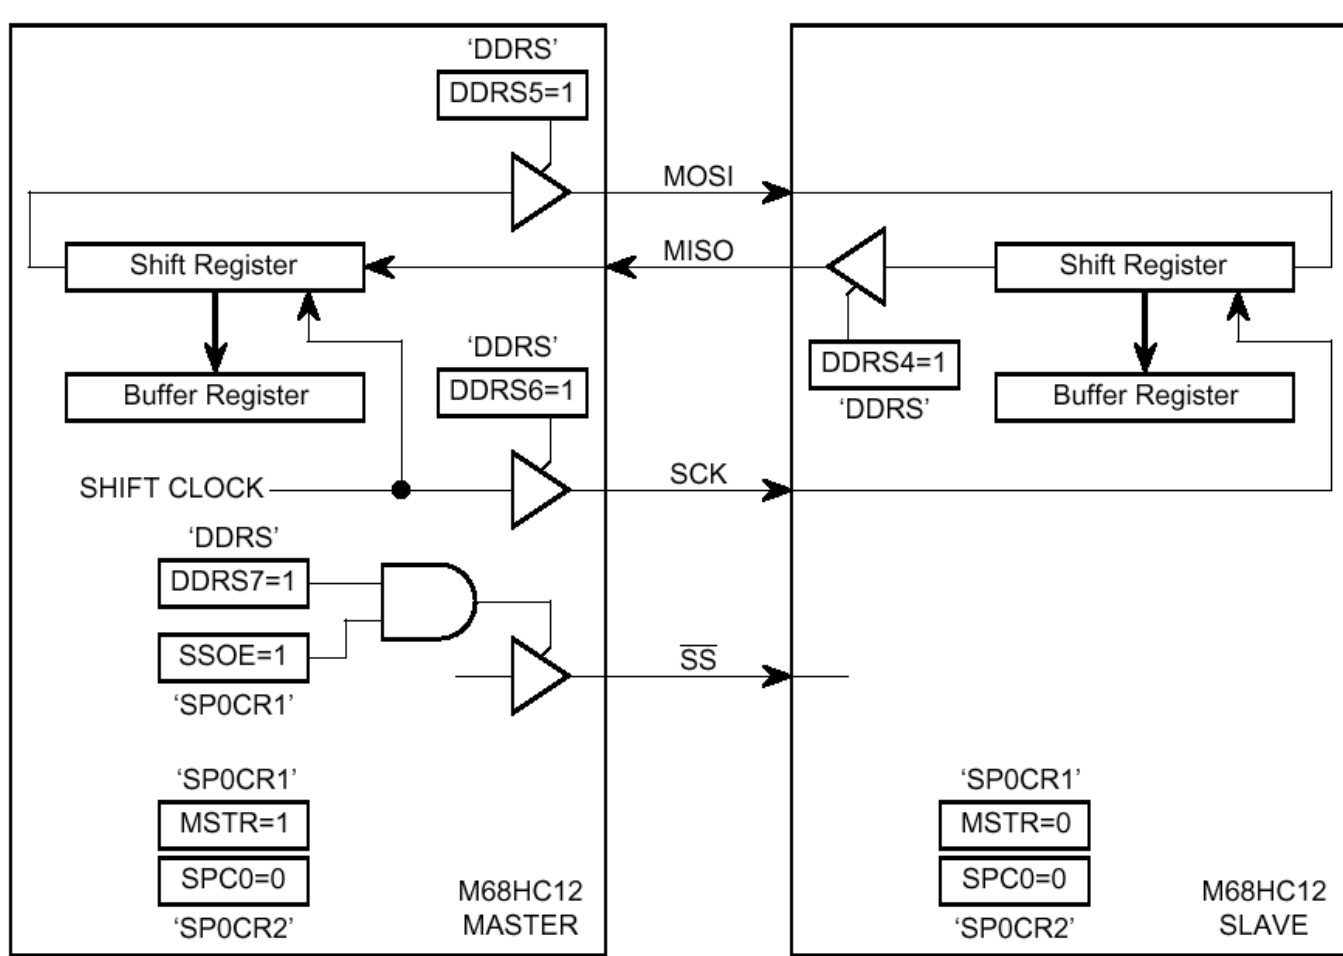 ‘DDRS’
DDRS5=1
MOSI
MISO
Shift Register
Shift Register
‘DDRS’
DDRS6=1
DDRS4=1
‘DDRS’
Buffer Register
Buffer Register
SHIFT CLOCK
SCK
‘DDRS’
DDRS7=1
SSOE=1
‘SP0CR1’
SS
‘SP0CR1’
MSTR=1
SPC0=0
‘SP0CR2’
M68HC12
MASTER
‘SP0CR1’
MSTR=0
SPC0=0
‘SP0CR2’
M68HC12
SLAVE